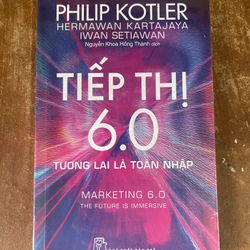 PHILIP KOTLER
HERMAWAN KARTAJAYA
IWAN SETIAWAN
Nguyễn Khoa Hồng Thành dịch
TIẾP THỊ
6.0
TƯƠNG LAI LÀ TOÀN NHẬP
MARKETING 6.0
THE FUTURE IS IMMERSIVE